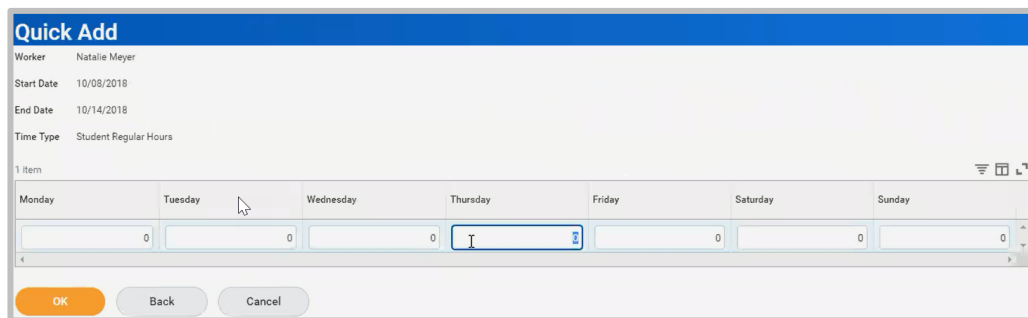 Quick Add
Worker Natalie Meyer
Start Date 10/08/2018
End Date 10/14/2018
Time Type Student Regular Hours
1 item
Monday Tuesday Wednesday Thursday Friday Saturday Sunday
0 0 0 0 0 0 0
OK Back Cancel